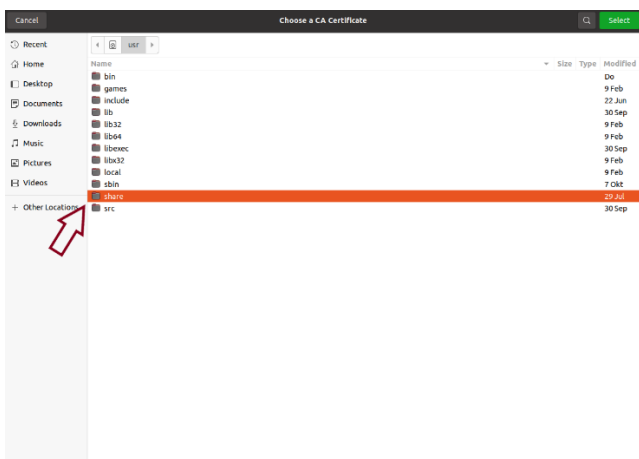 Cancel Choose a CA Certificate Select
Recent
Home
Desktop
Documents
Downloads
Music
Pictures
Videos
+ Other Locations
usr
Name Size Type Modified
bin Do
games 9 Feb
include 22 Jun
lib 30 Sep
lib32 9 Feb
lib64 9 Feb
libexec 30 Sep
libx32 9 Feb
local 9 Feb
sbin 7 Okt
share 29 Jul
src 30 Sep